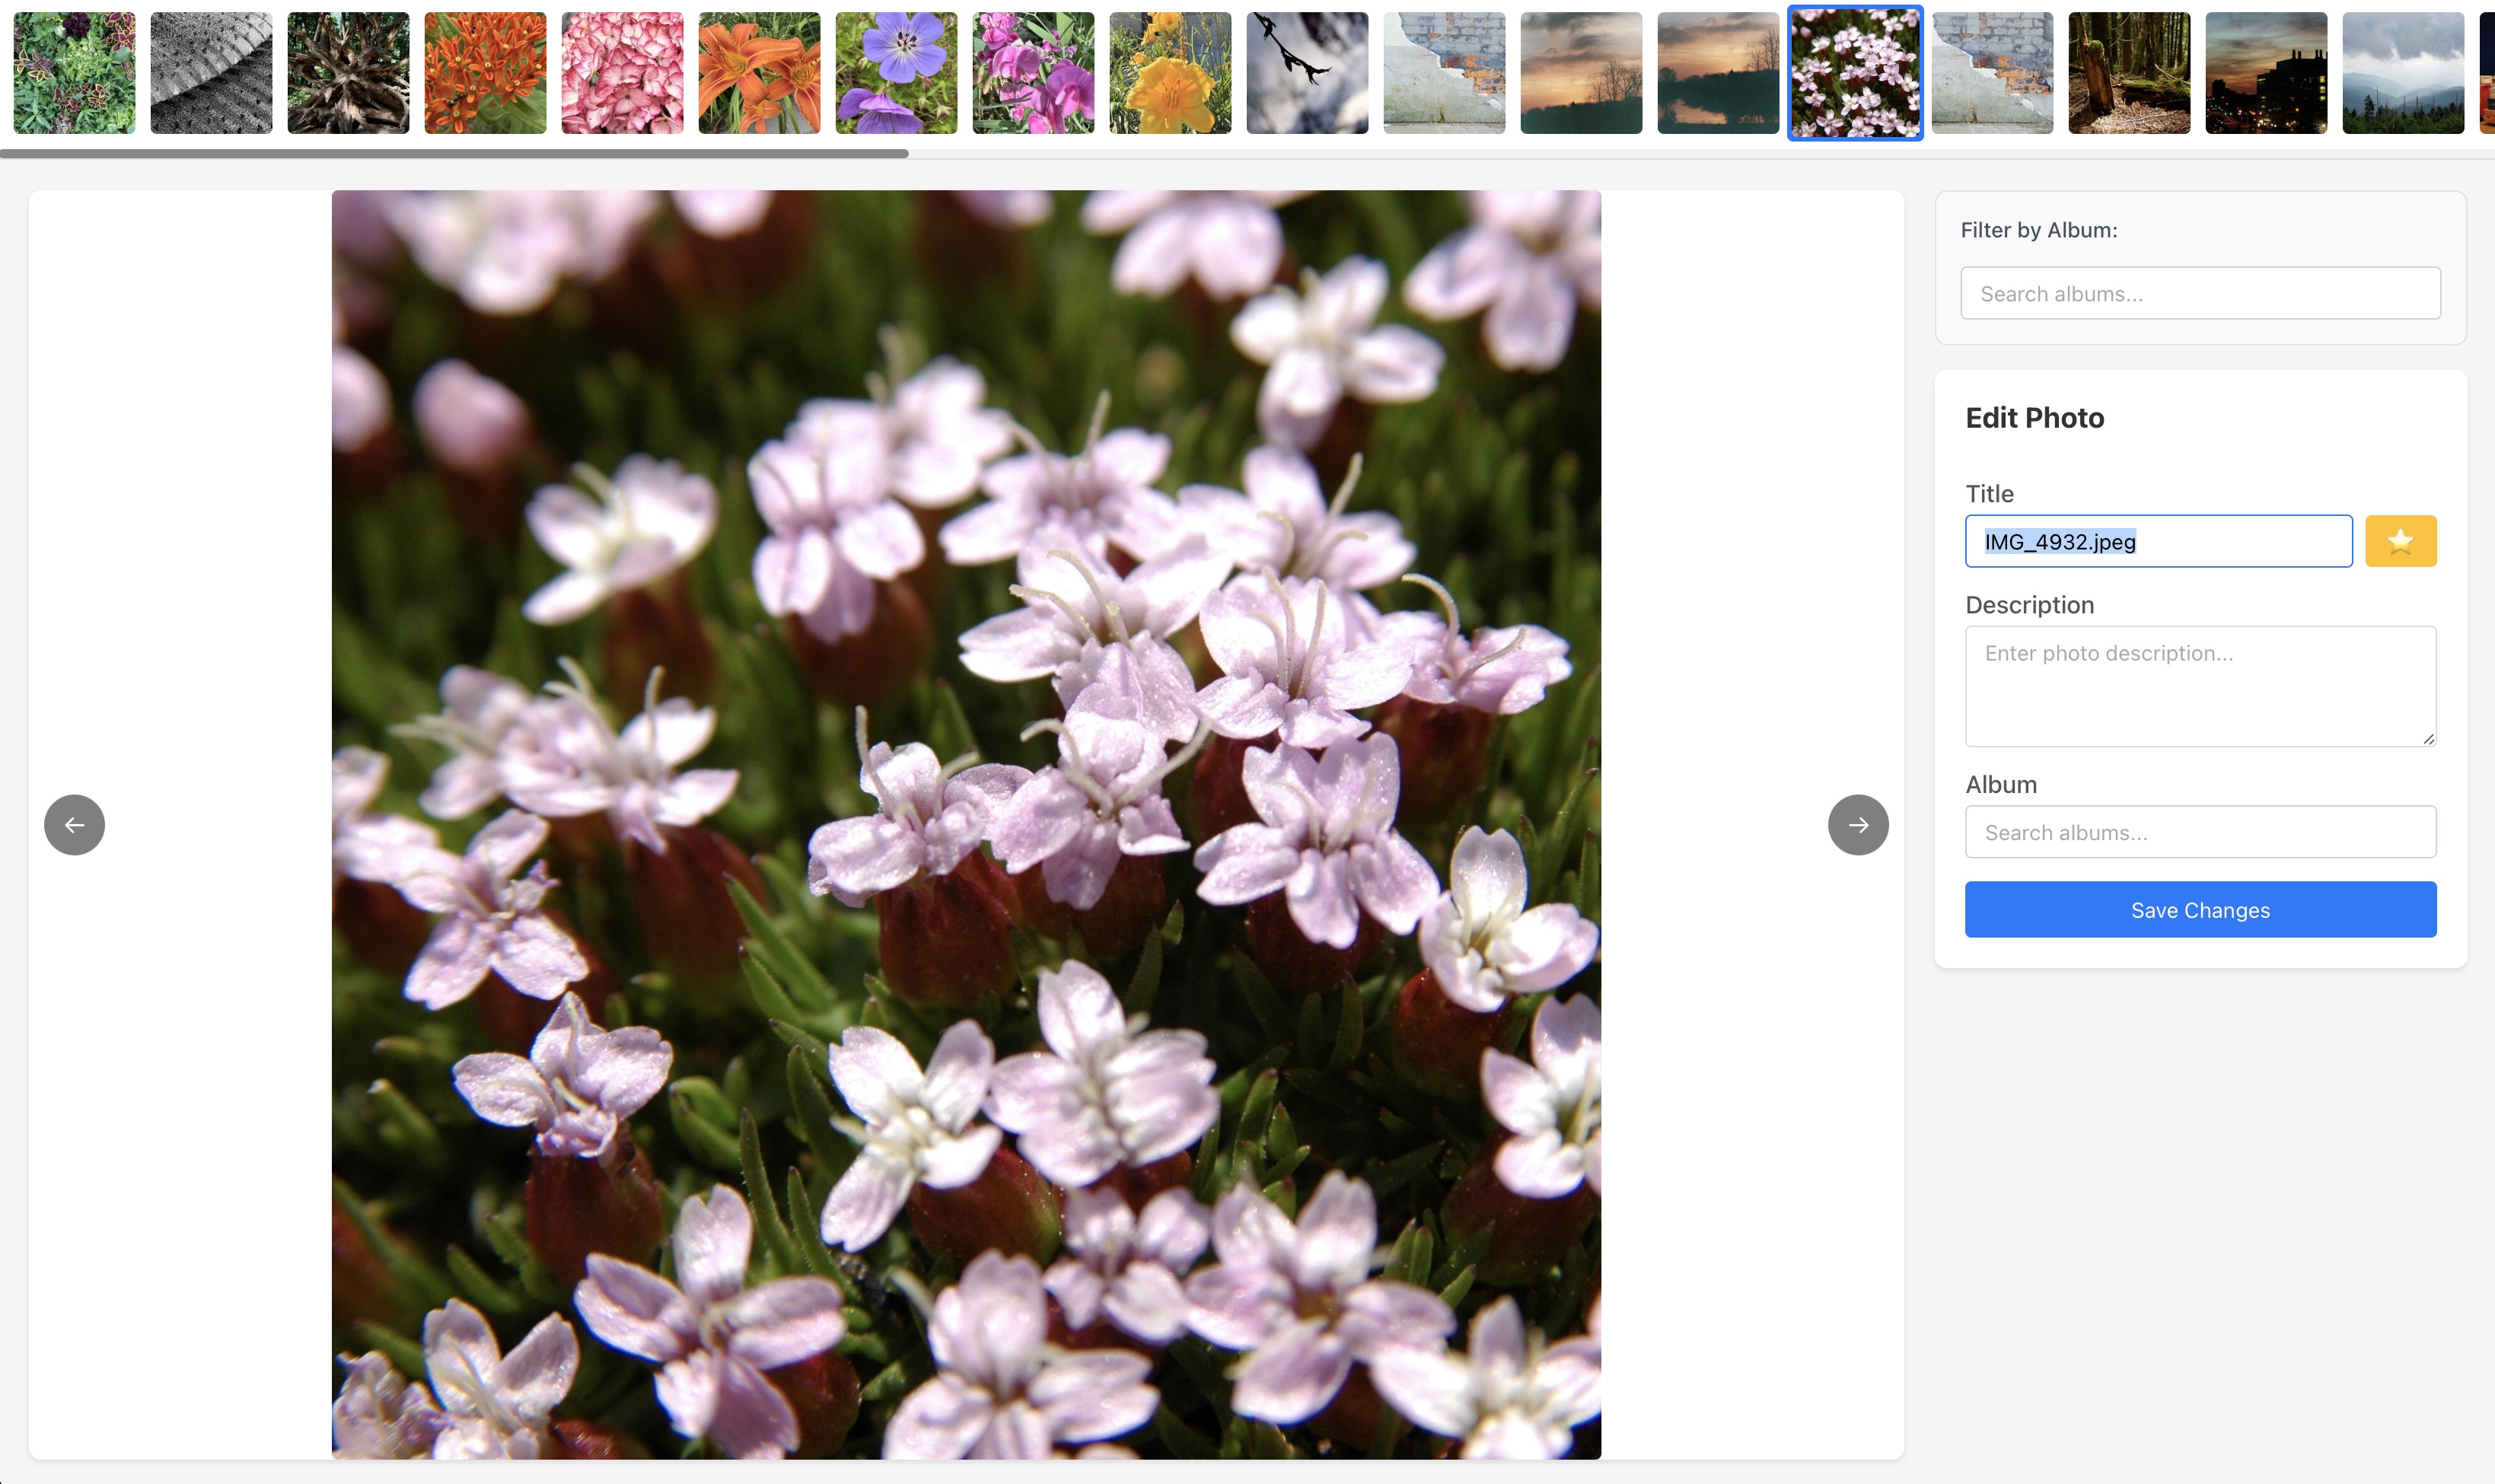 Filter by Album:
Search albums...
Edit Photo
Title
IMG_4932.jpeg
Description
Enter photo description...
Album
Search albums...
Save Changes